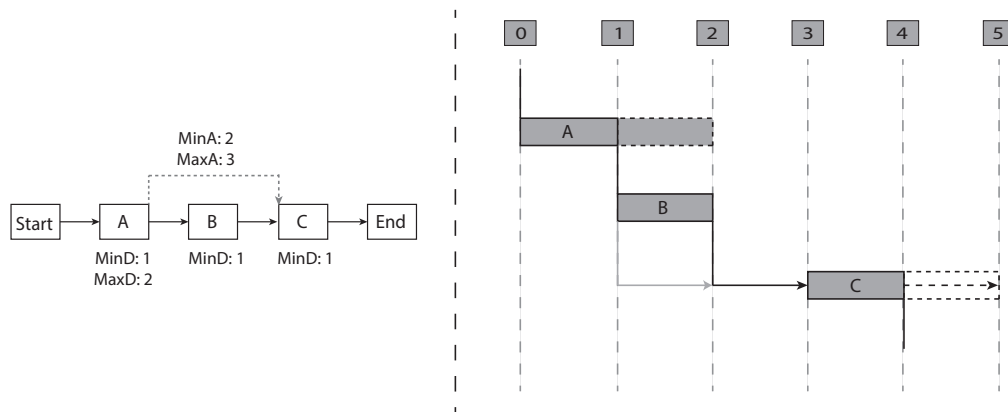 0 1 2 3 4 5
A
MinA: 2
MaxA: 3
B
Start A B C End
MinD: 1 MinD: 1 MinD: 1
MaxD: 2
C